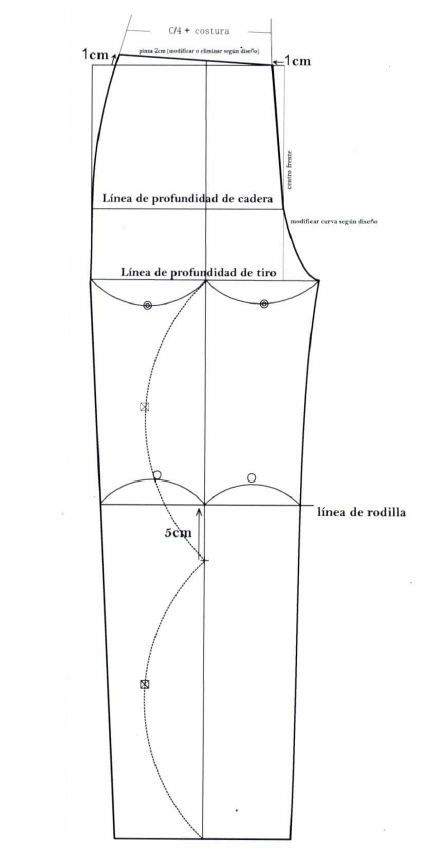 C/4 + costura
pinza 2cm (modificar o eliminar según diseño)
1cm
1cm
centro frente
Línea de profundidad de cadera
modificar curva según diseño
Línea de profundidad de tiro
línea de rodilla
5cm